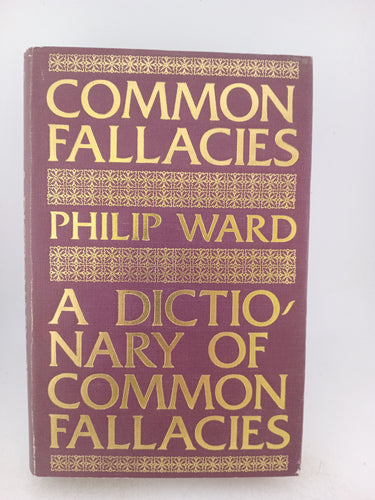 COMMON
FALLACIES
PHILIP WARD
A DICTIO-
NARY OF
COMMON
FALLACIES